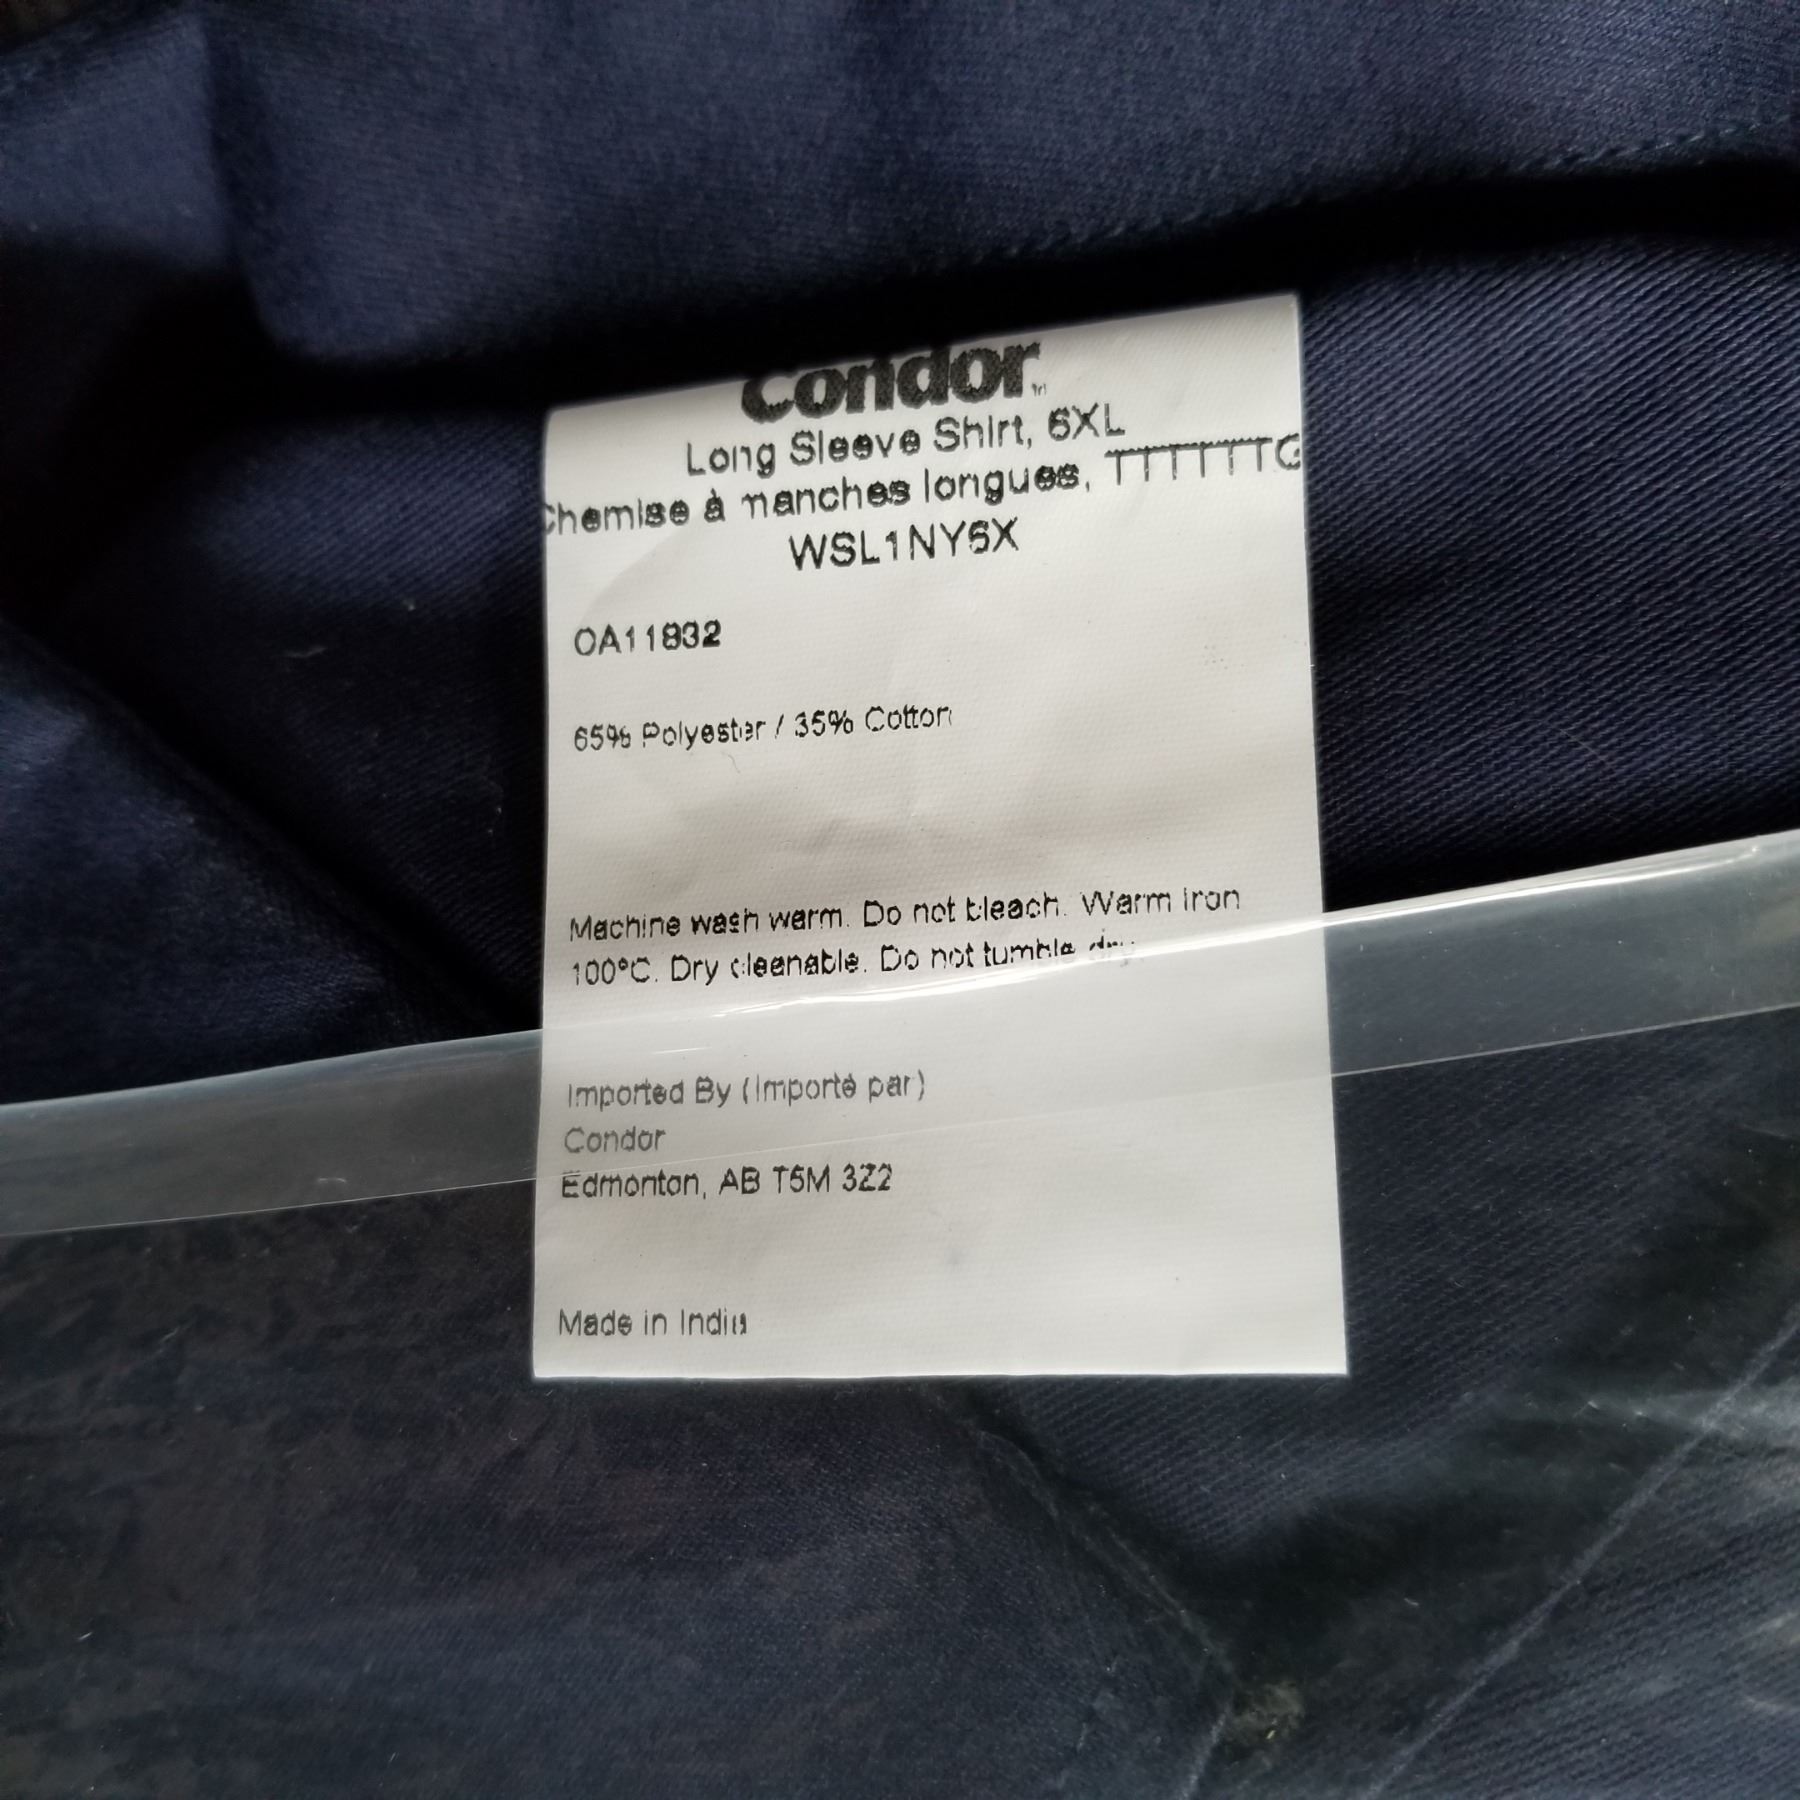 Condor
Long Sleeve Shirt, 6XL
Chemise à manches longues, TTTTTTG
WSL1NY6X
CA11832
65% Polyester / 35% Cotton
Machine wash warm. Do not bleach. Warm Iron
100°C. Dry cleanable. Do not tumble dry.
Imported By (Importé par)
Condor
Edmonton, AB T5M 3Z2
Made in India